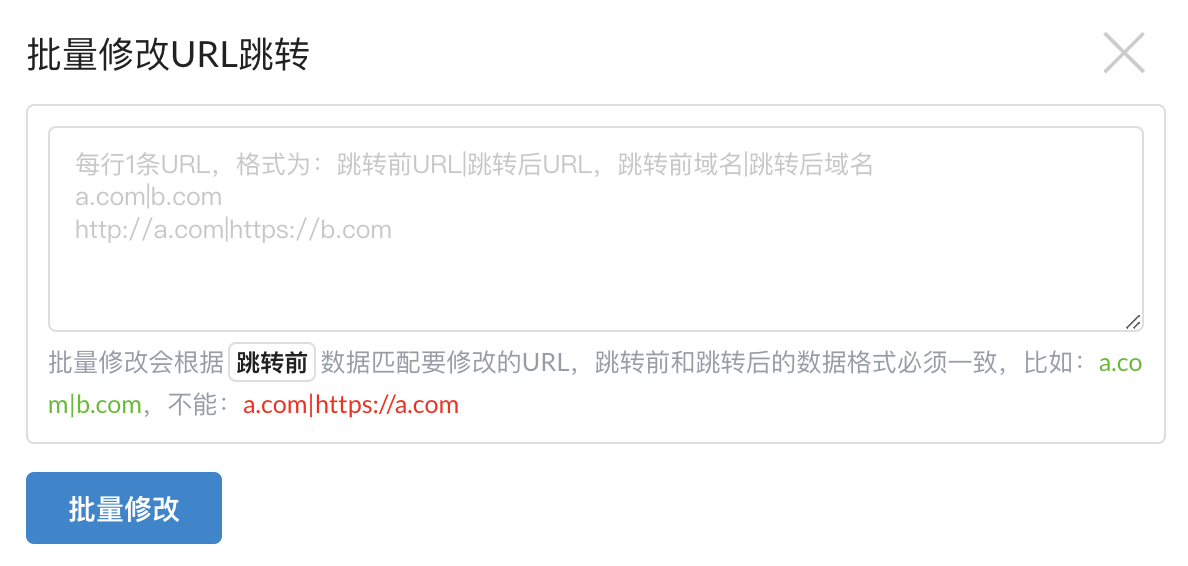 批量修改URL跳转
每行1条URL，格式为：跳转前URL|跳转后URL，跳转前域名|跳转后域名
a.com|b.com
http://a.com|https://b.com
批量修改会根据 跳转前 数据匹配要修改的URL，跳转前和跳转后的数据格式必须一致，比如：a.co
m|b.com，不能：a.com|https://a.com
批量修改